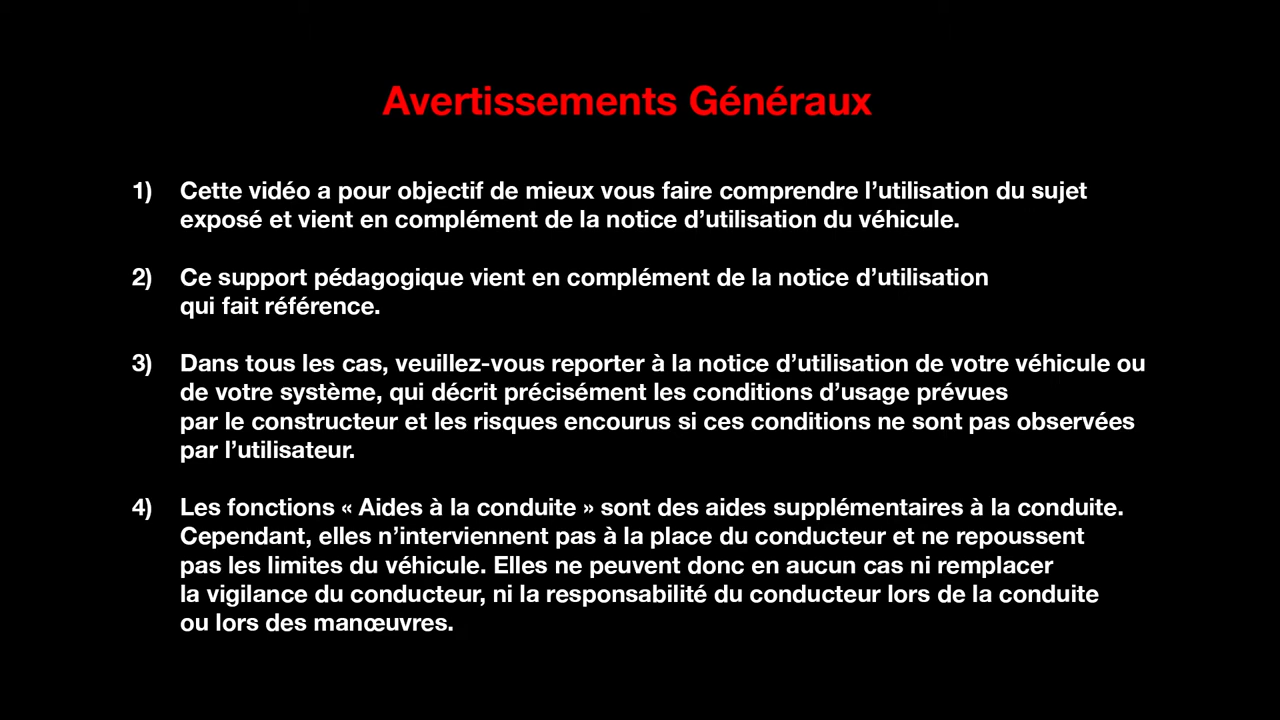 Avertissements Généraux
1) Cette vidéo a pour objectif de mieux vous faire comprendre l’utilisation du sujet
exposé et vient en complément de la notice d’utilisation du véhicule.
2) Ce support pédagogique vient en complément de la notice d’utilisation
qui fait référence.
3) Dans tous les cas, veuillez-vous reporter à la notice d’utilisation de votre véhicule ou
de votre système, qui décrit précisément les conditions d’usage prévues
par le constructeur et les risques encourus si ces conditions ne sont pas observées
par l’utilisateur.
4) Les fonctions « Aides à la conduite » sont des aides supplémentaires à la conduite.
Cependant, elles n’interviennent pas à la place du conducteur et ne repoussent
pas les limites du véhicule. Elles ne peuvent donc en aucun cas ni remplacer
la vigilance du conducteur, ni la responsabilité du conducteur lors de la conduite
ou lors des manœuvres.